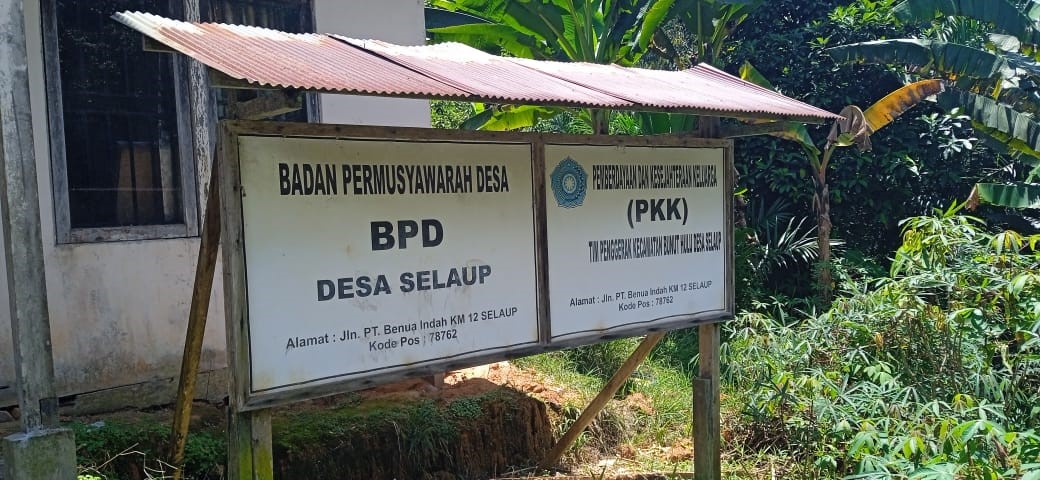 BADAN PERMUSYAWARAH DESA
BPD
DESA SELAUP
Alamat : Jln. PT. Benua Indah KM 12 SELAUP
Kode Pos : 78762
PEMBERDAYAAN DAN KESEJAHTERAAN KELUARGA
(PKK)
TIM PENGGERAN KECAMATAN BUNUT HULU DESA SELAUP
Alamat : Jln. PT. Benua Indah KM 12 SELAUP
Kode Pos : 78762